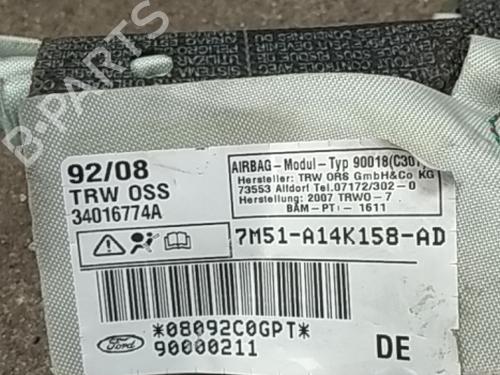 B-PARTS
92/08
TRW OSS
34016774A
AIRBAG-Modul-Typ 90018(C307)
Hersteller: TRW ORS GmbH&Co KG
73553 Alldorf Tel.07172/302-0
Herstellung: 2007 TRWO-7
BAM-PT1-1611
7M51-A14K158-AD
*08092C0GPT*
Ford
90000211
DE